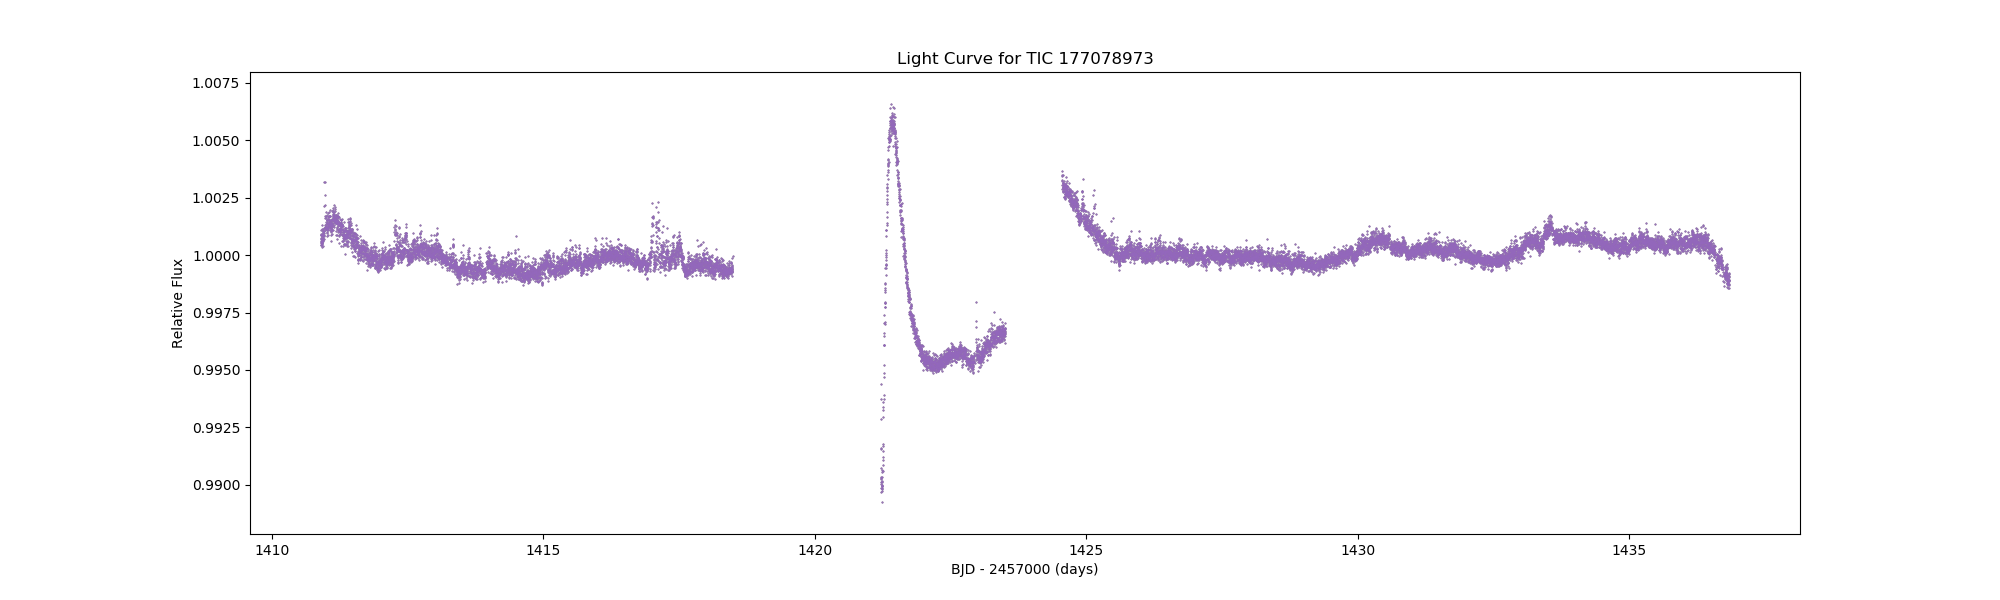 Light Curve for TIC 177078973
1.0075
1.0050
1.0025
1.0000
0.9975
0.9950
0.9925
0.9900
Relative Flux
1410 1415 1420 1425 1430 1435
BJD - 2457000 (days)